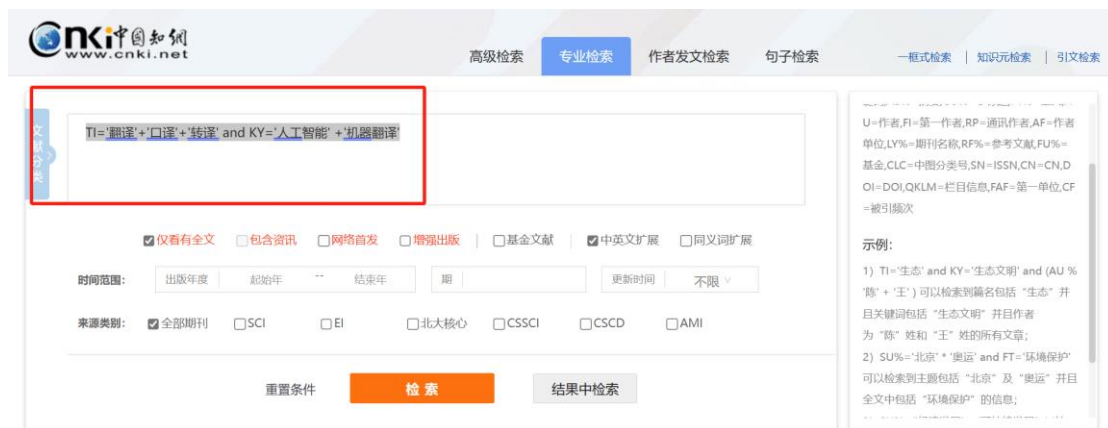 cnki中国知网
www.cnki.net
高级检索 专业检索 作者发文检索 句子检索 一框式检索 | 知识元检索 | 引文检索
文献分类
TI='翻译'+'口译'+'转译' and KY='人工智能' +'机器翻译'
仅看有全文 包含资讯 网络首发 增强出版 | 基金文献 | 中英文扩展 同义词扩展
时间范围: 出版年度 起始年 -- 结束年 期 更新时间 不限
来源类别: 全部期刊 SCI EI 北大核心 CSSCI CSCD AMI
重置条件 检索 结果中检索
U=作者,FI=第一作者,RP=通讯作者,AF=作者
单位,LY%=期刊名称,RF%=参考文献,FU%=
基金,CLC=中图分类号,SN=ISSN,CN=CN,D
OI=DOI,QKLM=栏目信息,FAF=第一单位,CF
=被引频次
示例:
1) TI='生态' and KY='生态文明' and (AU %
'陈' + '王' ) 可以检索到篇名包括 “生态” 并
且关键词包括 “生态文明” 并且作者
为 “陈” 姓和 “王” 姓的所有文章;
2) SU%='北京' * '奥运' and FT='环境保护'
可以检索到主题包括 “北京” 及 “奥运” 并且
全文中包括 “环境保护” 的信息;